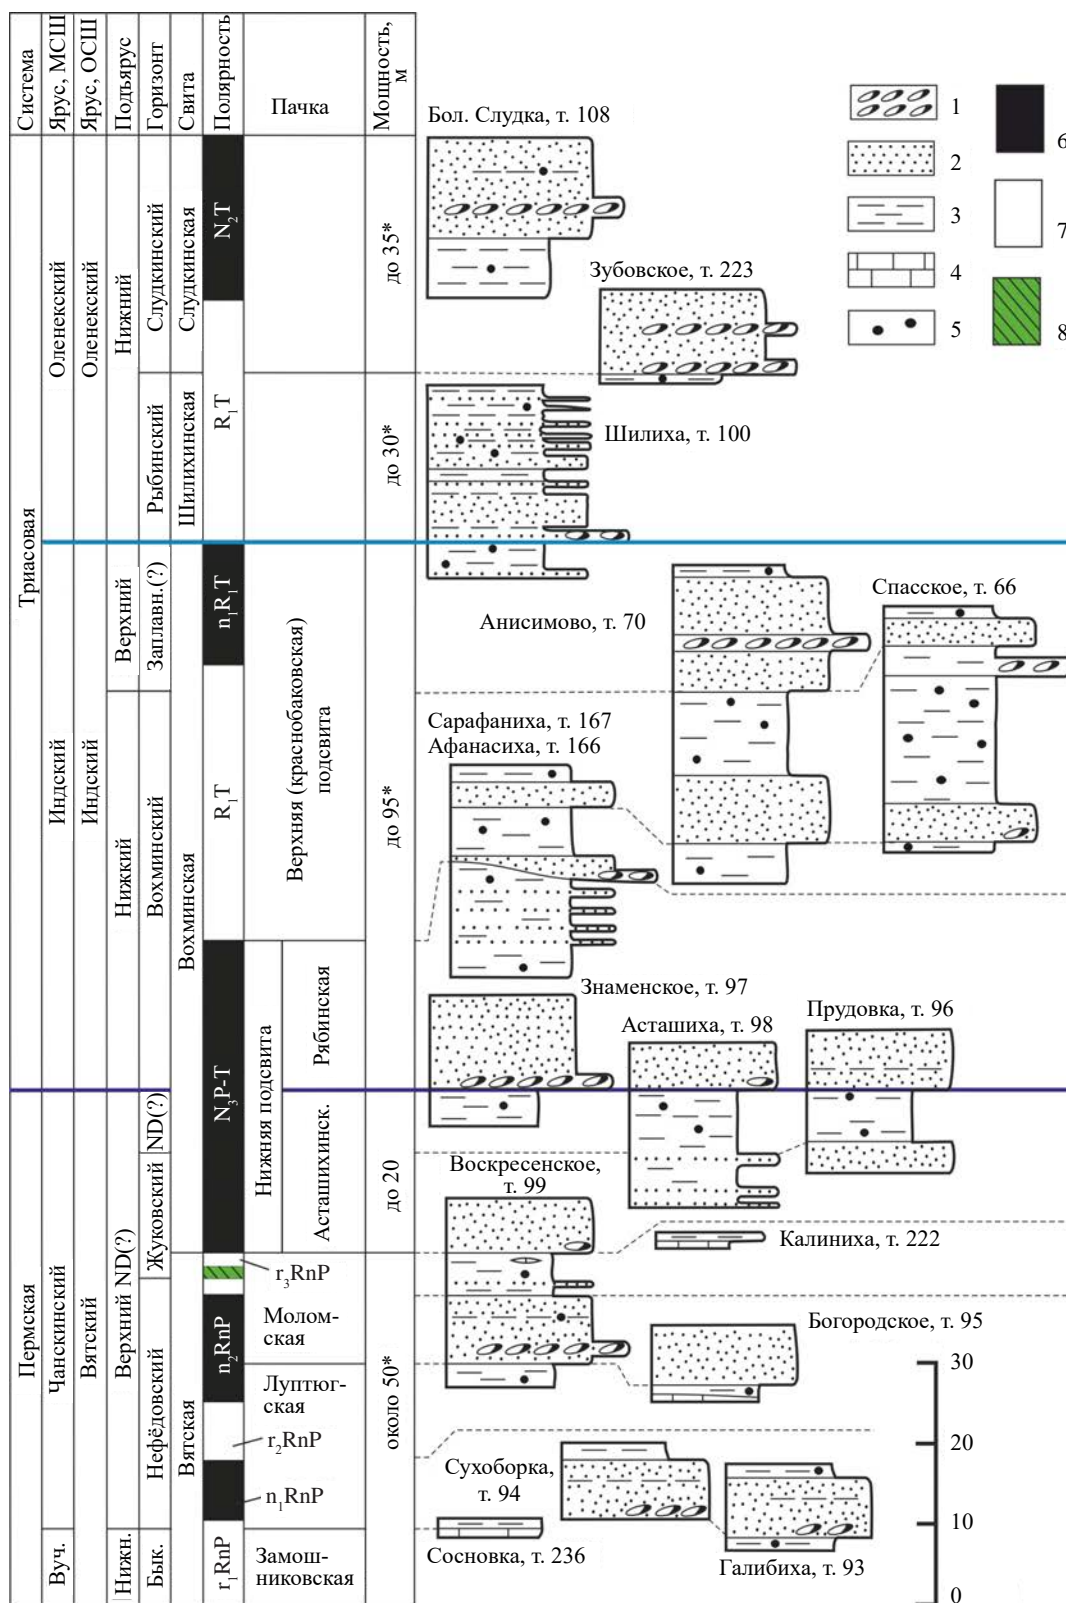 Система
Ярус, МСШ
Ярус, ОСШ
Подъярус
Горизонт
Свита
Полярность
Пачка
Мощность,
м
Триасовая
Пермская
Оленекский
Индский
Чансинский
Вуч.
Оленекский
Индский
Вятский
Нижний
Верхний
Нижкий
ND(?)
Верхний
Нижн.
Слудкинский
Рыбинский
Заплавн.(?)
Вохминский
ND(?)
Жуковский
Нефёдовский
Бык.
Слудкинская
Шилихинская
Вохминская
Вятская
N₂T
R₁T
n₁R₁T
R₁T
N₃P-T
r₃RnP
n₂RnP
r₂RnP
n₁RnP
r₁RnP
Верхняя (краснобаковская)
подсвита
Нижняя подсвита
Рябинская
Асташихинск.
Молом-
ская
Луптюг-
ская
Замош-
никовская
до 35*
до 30*
до 95*
до 20
около 50*
Бол. Слудка, т. 108
Зубовское, т. 223
Шилиха, т. 100
Анисимово, т. 70
Спасское, т. 66
Сарафаниха, т. 167
Афанасиха, т. 166
Знаменское, т. 97
Асташиха, т. 98
Прудовка, т. 96
Воскресенское,
т. 99
Калиниха, т. 222
Богородское, т. 95
Сухоборка,
т. 94
Сосновка, т. 236
Галибиха, т. 93
1
2
3
4
5
6
7
8
30
20
10
0